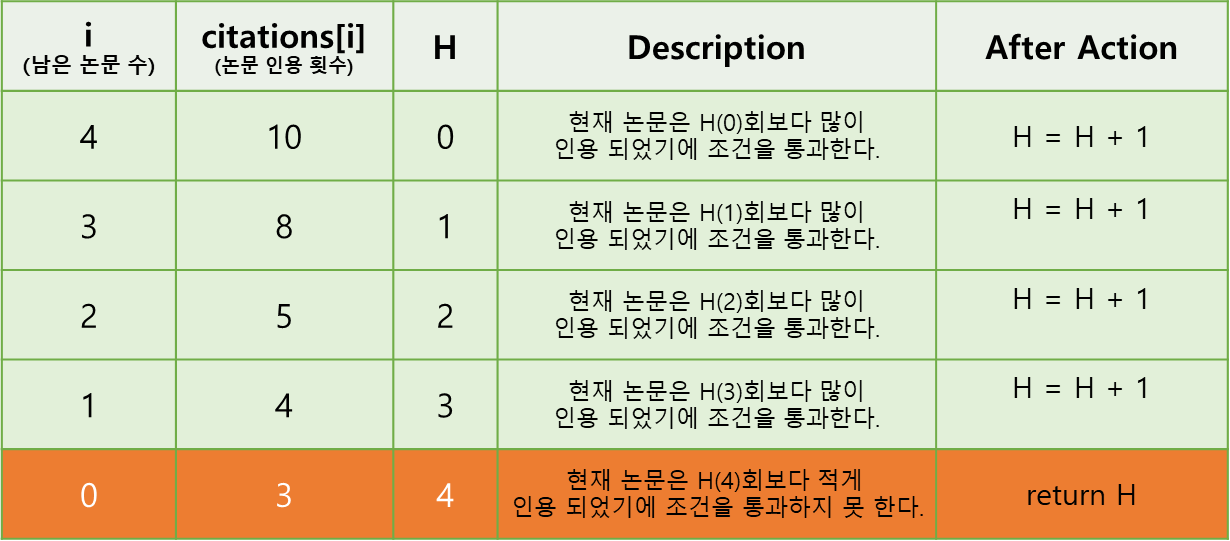 i citations[i] H Description After Action
(남은 논문 수) (논문 인용 횟수)
4 10 0 현재 논문은 H(0)회보다 많이 H = H + 1
인용 되었기에 조건을 통과한다.
3 8 1 현재 논문은 H(1)회보다 많이 H = H + 1
인용 되었기에 조건을 통과한다.
2 5 2 현재 논문은 H(2)회보다 많이 H = H + 1
인용 되었기에 조건을 통과한다.
1 4 3 현재 논문은 H(3)회보다 많이 H = H + 1
인용 되었기에 조건을 통과한다.
0 3 4 현재 논문은 H(4)회보다 적게 return H
인용 되었기에 조건을 통과하지 못 한다.